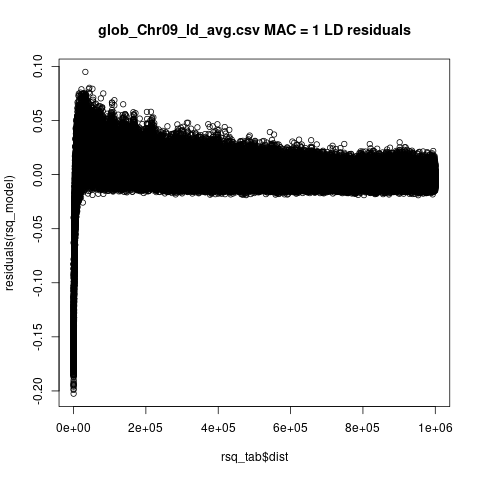 glob_Chr09_ld_avg.csv MAC = 1 LD residuals
residuals(rsq_model)
0.10
0.05
0.00
-0.05
-0.10
-0.15
-0.20
0e+00 2e+05 4e+05 6e+05 8e+05 1e+06
rsq_tab$dist